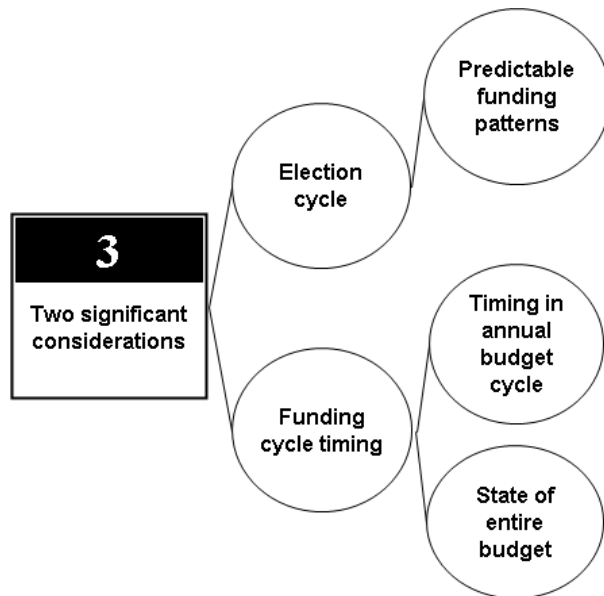 3
Two significant
considerations
Election
cycle
Predictable
funding
patterns
Funding
cycle timing
Timing in
annual
budget
cycle
State of
entire
budget